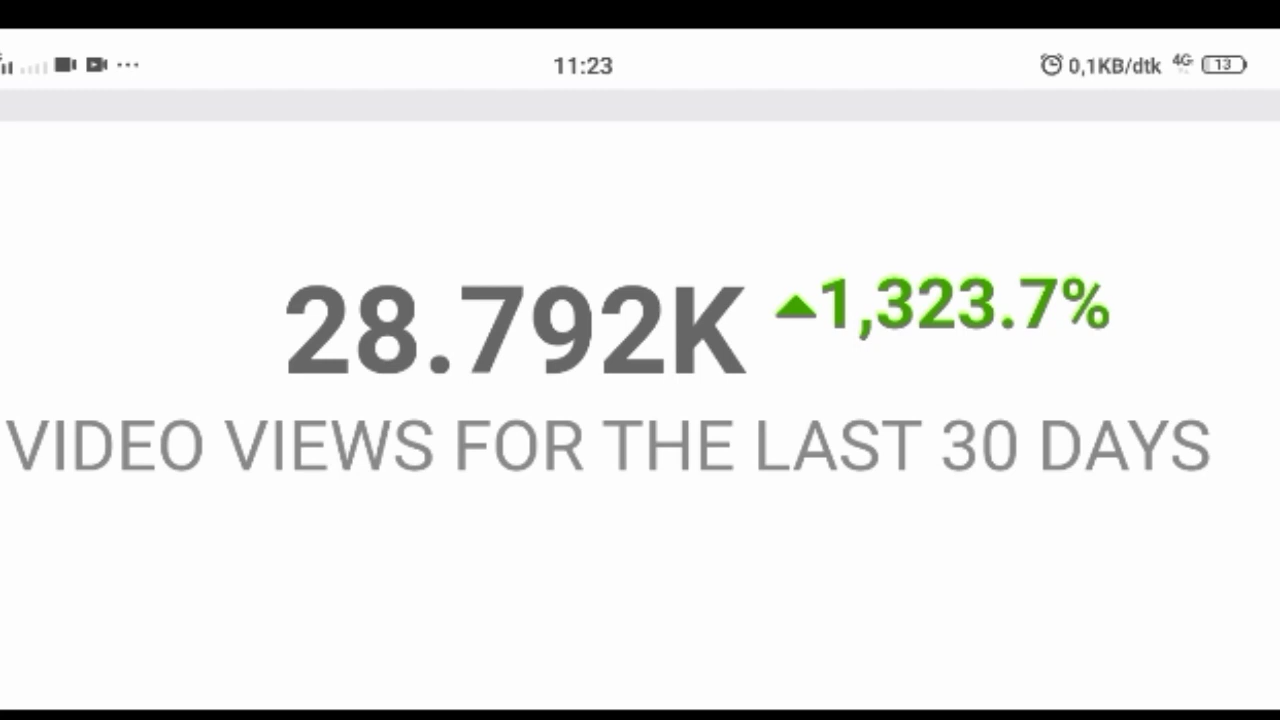 11:23 0,1KB/dtk 4G 13
28.792K ▲1,323.7%
VIDEO VIEWS FOR THE LAST 30 DAYS